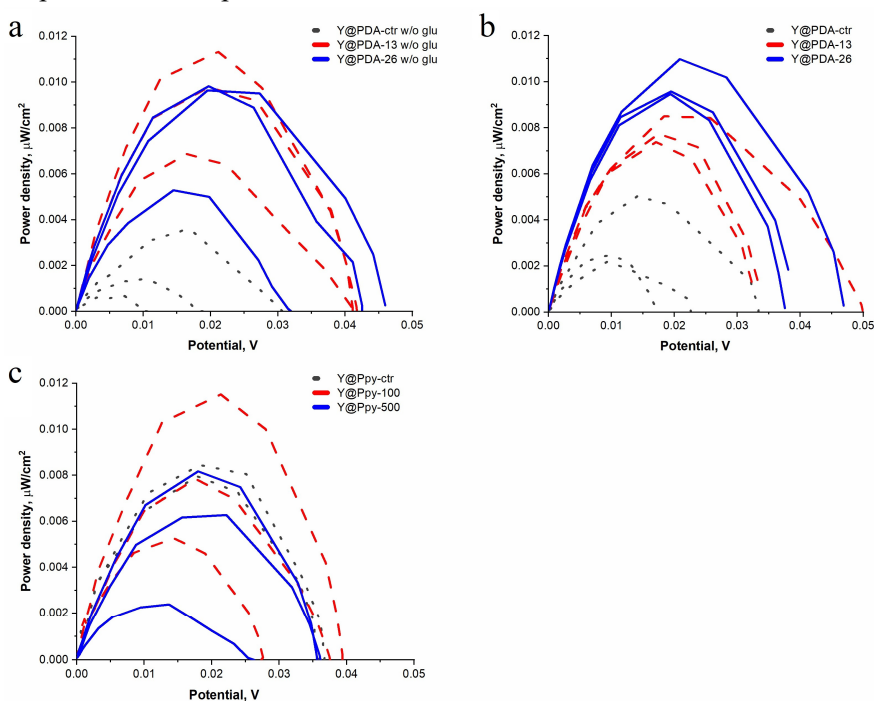 a
Y@PDA-ctr w/o glu
Y@PDA-13 w/o glu
Y@PDA-26 w/o glu
0.012
0.010
0.008
0.006
0.004
0.002
0.000
Power density, μW/cm²
0.00 0.01 0.02 0.03 0.04 0.05
Potential, V
b
Y@PDA-ctr
Y@PDA-13
Y@PDA-26
0.012
0.010
0.008
0.006
0.004
0.002
0.000
Power density, μW/cm²
0.00 0.01 0.02 0.03 0.04 0.05
Potential, V
c
Y@Ppy-ctr
Y@Ppy-100
Y@Ppy-500
0.012
0.010
0.008
0.006
0.004
0.002
0.000
Power density, μW/cm²
0.00 0.01 0.02 0.03 0.04 0.05
Potential, V